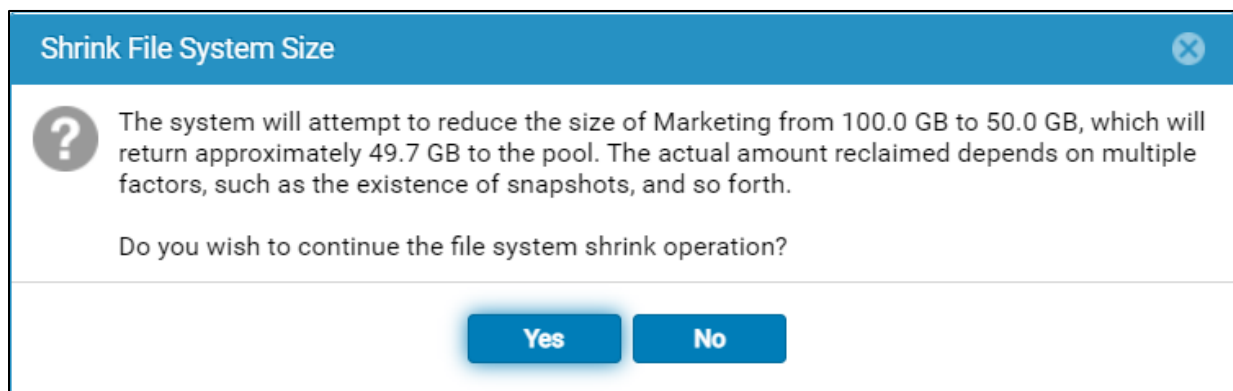 Shrink File System Size
The system will attempt to reduce the size of Marketing from 100.0 GB to 50.0 GB, which will
return approximately 49.7 GB to the pool. The actual amount reclaimed depends on multiple
factors, such as the existence of snapshots, and so forth.
Do you wish to continue the file system shrink operation?
Yes No